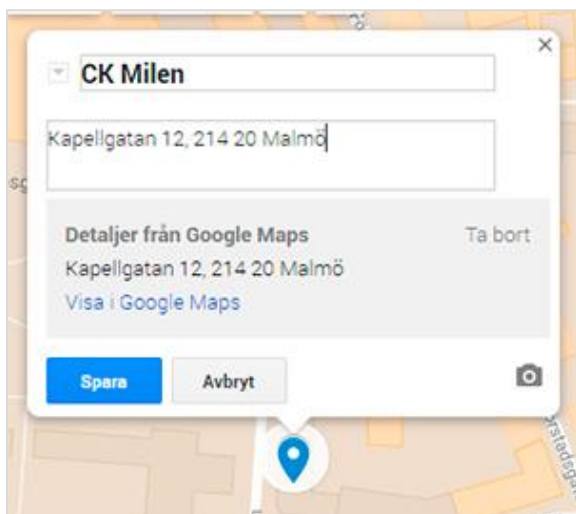 CK Milen
Kapellgatan 12, 214 20 Malmö
Detaljer från Google Maps
Ta bort
Kapellgatan 12, 214 20 Malmö
Visa i Google Maps
Spara
Avbryt